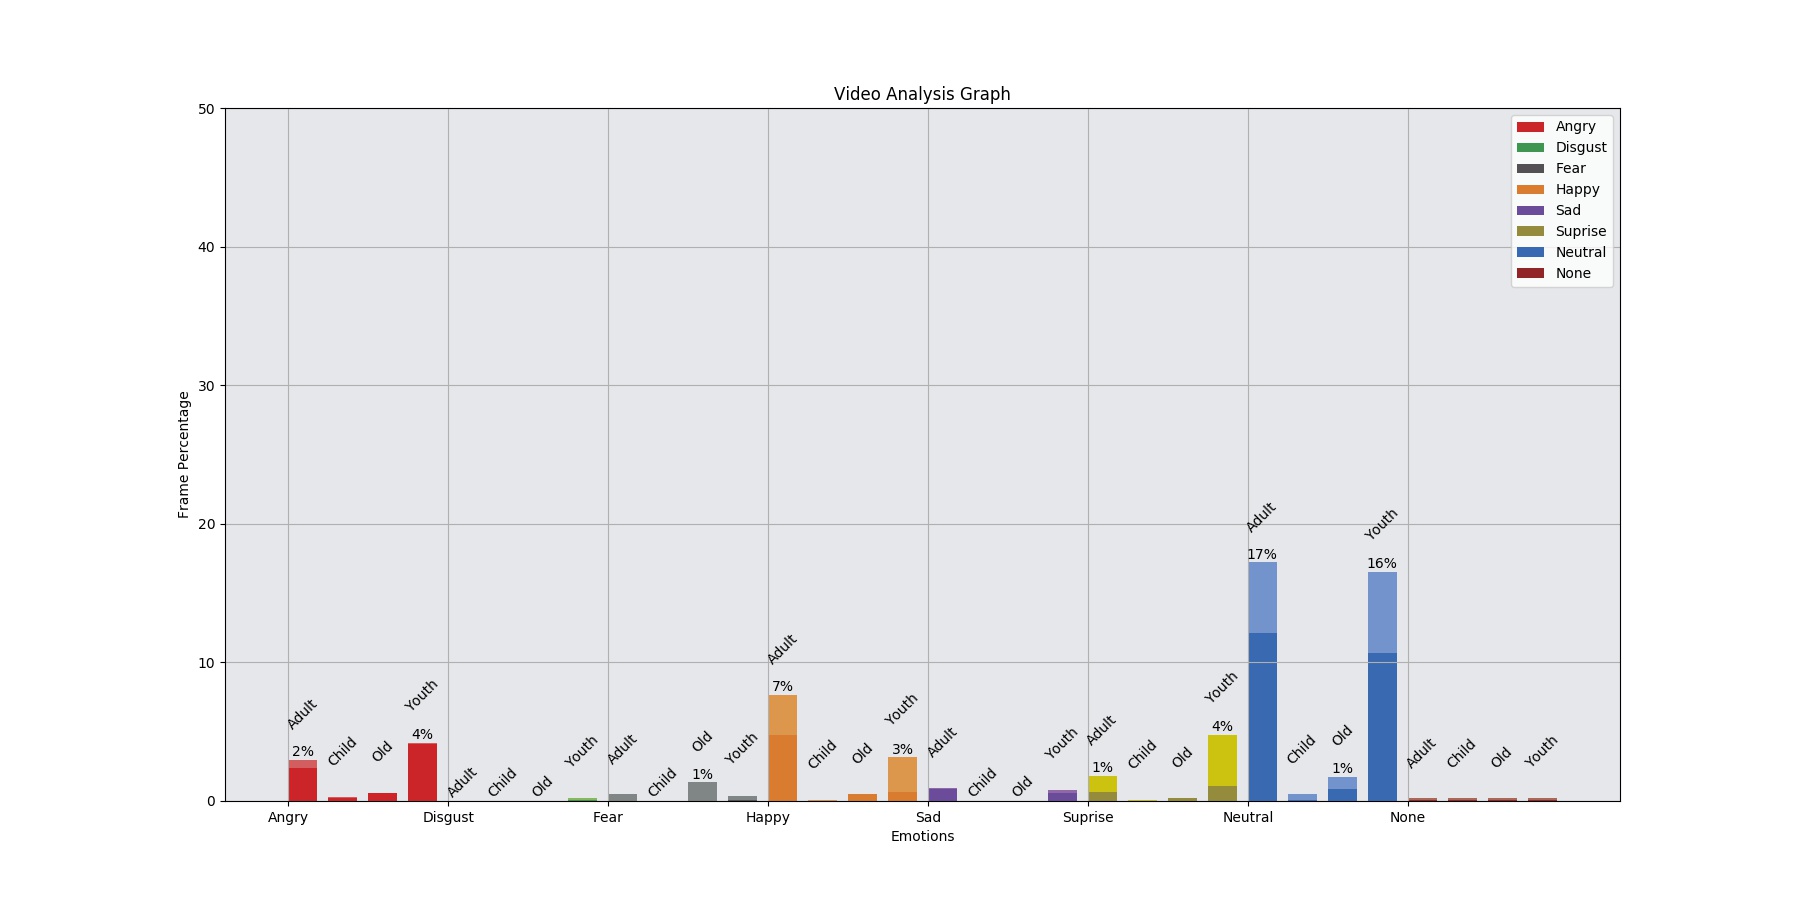 Video Analysis Graph
50
40
30
20
10
0
Frame Percentage
Angry
Disgust
Fear
Happy
Sad
Suprise
Neutral
None
Adult
2%
Child
Old
Youth
4%
Adult
Child
Old
Youth
Adult
Child
Old
1%
Youth
Adult
7%
Child
Old
Youth
3%
Adult
Child
Old
Youth
Adult
1%
Child
Old
Youth
4%
Adult
17%
Child
Old
1%
Youth
16%
Adult
Child
Old
Youth
Angry
Disgust
Fear
Happy
Sad
Suprise
Neutral
None
Emotions